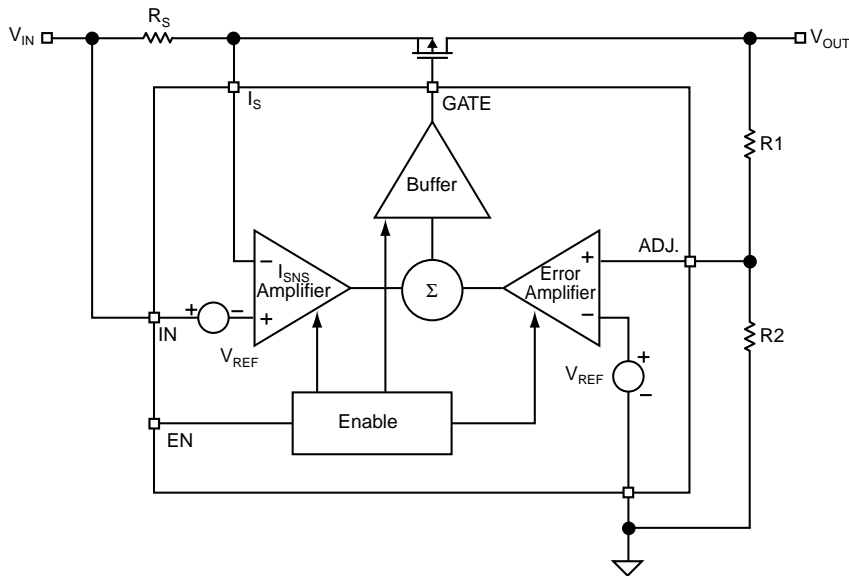 R_S
V_IN
V_OUT
I_S
GATE
R1
Buffer
ADJ.
−
I_SNS
Amplifier
+
Σ
+
Error
Amplifier
−
+ −
IN
V_REF
R2
V_REF
+
−
Enable
EN